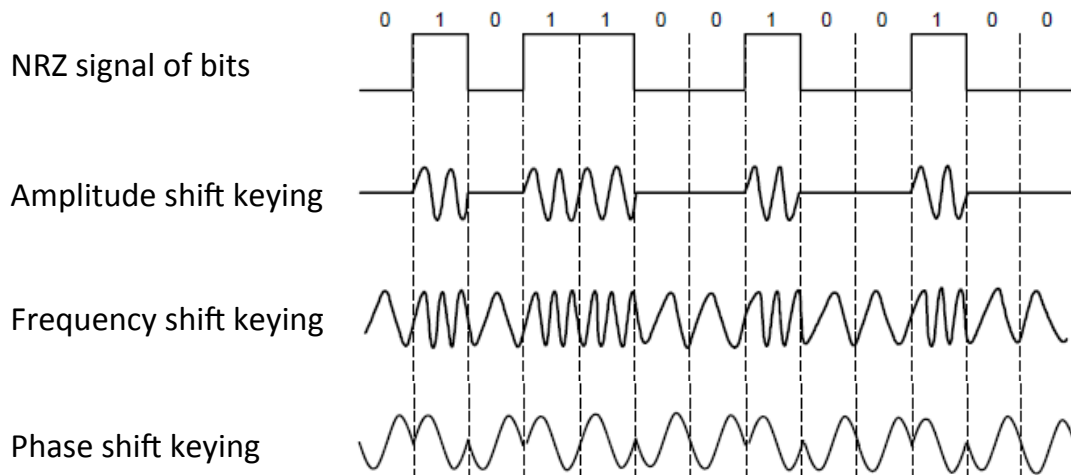 0 1 0 1 1 0 0 1 0 0 1 0 0
NRZ signal of bits
Amplitude shift keying
Frequency shift keying
Phase shift keying